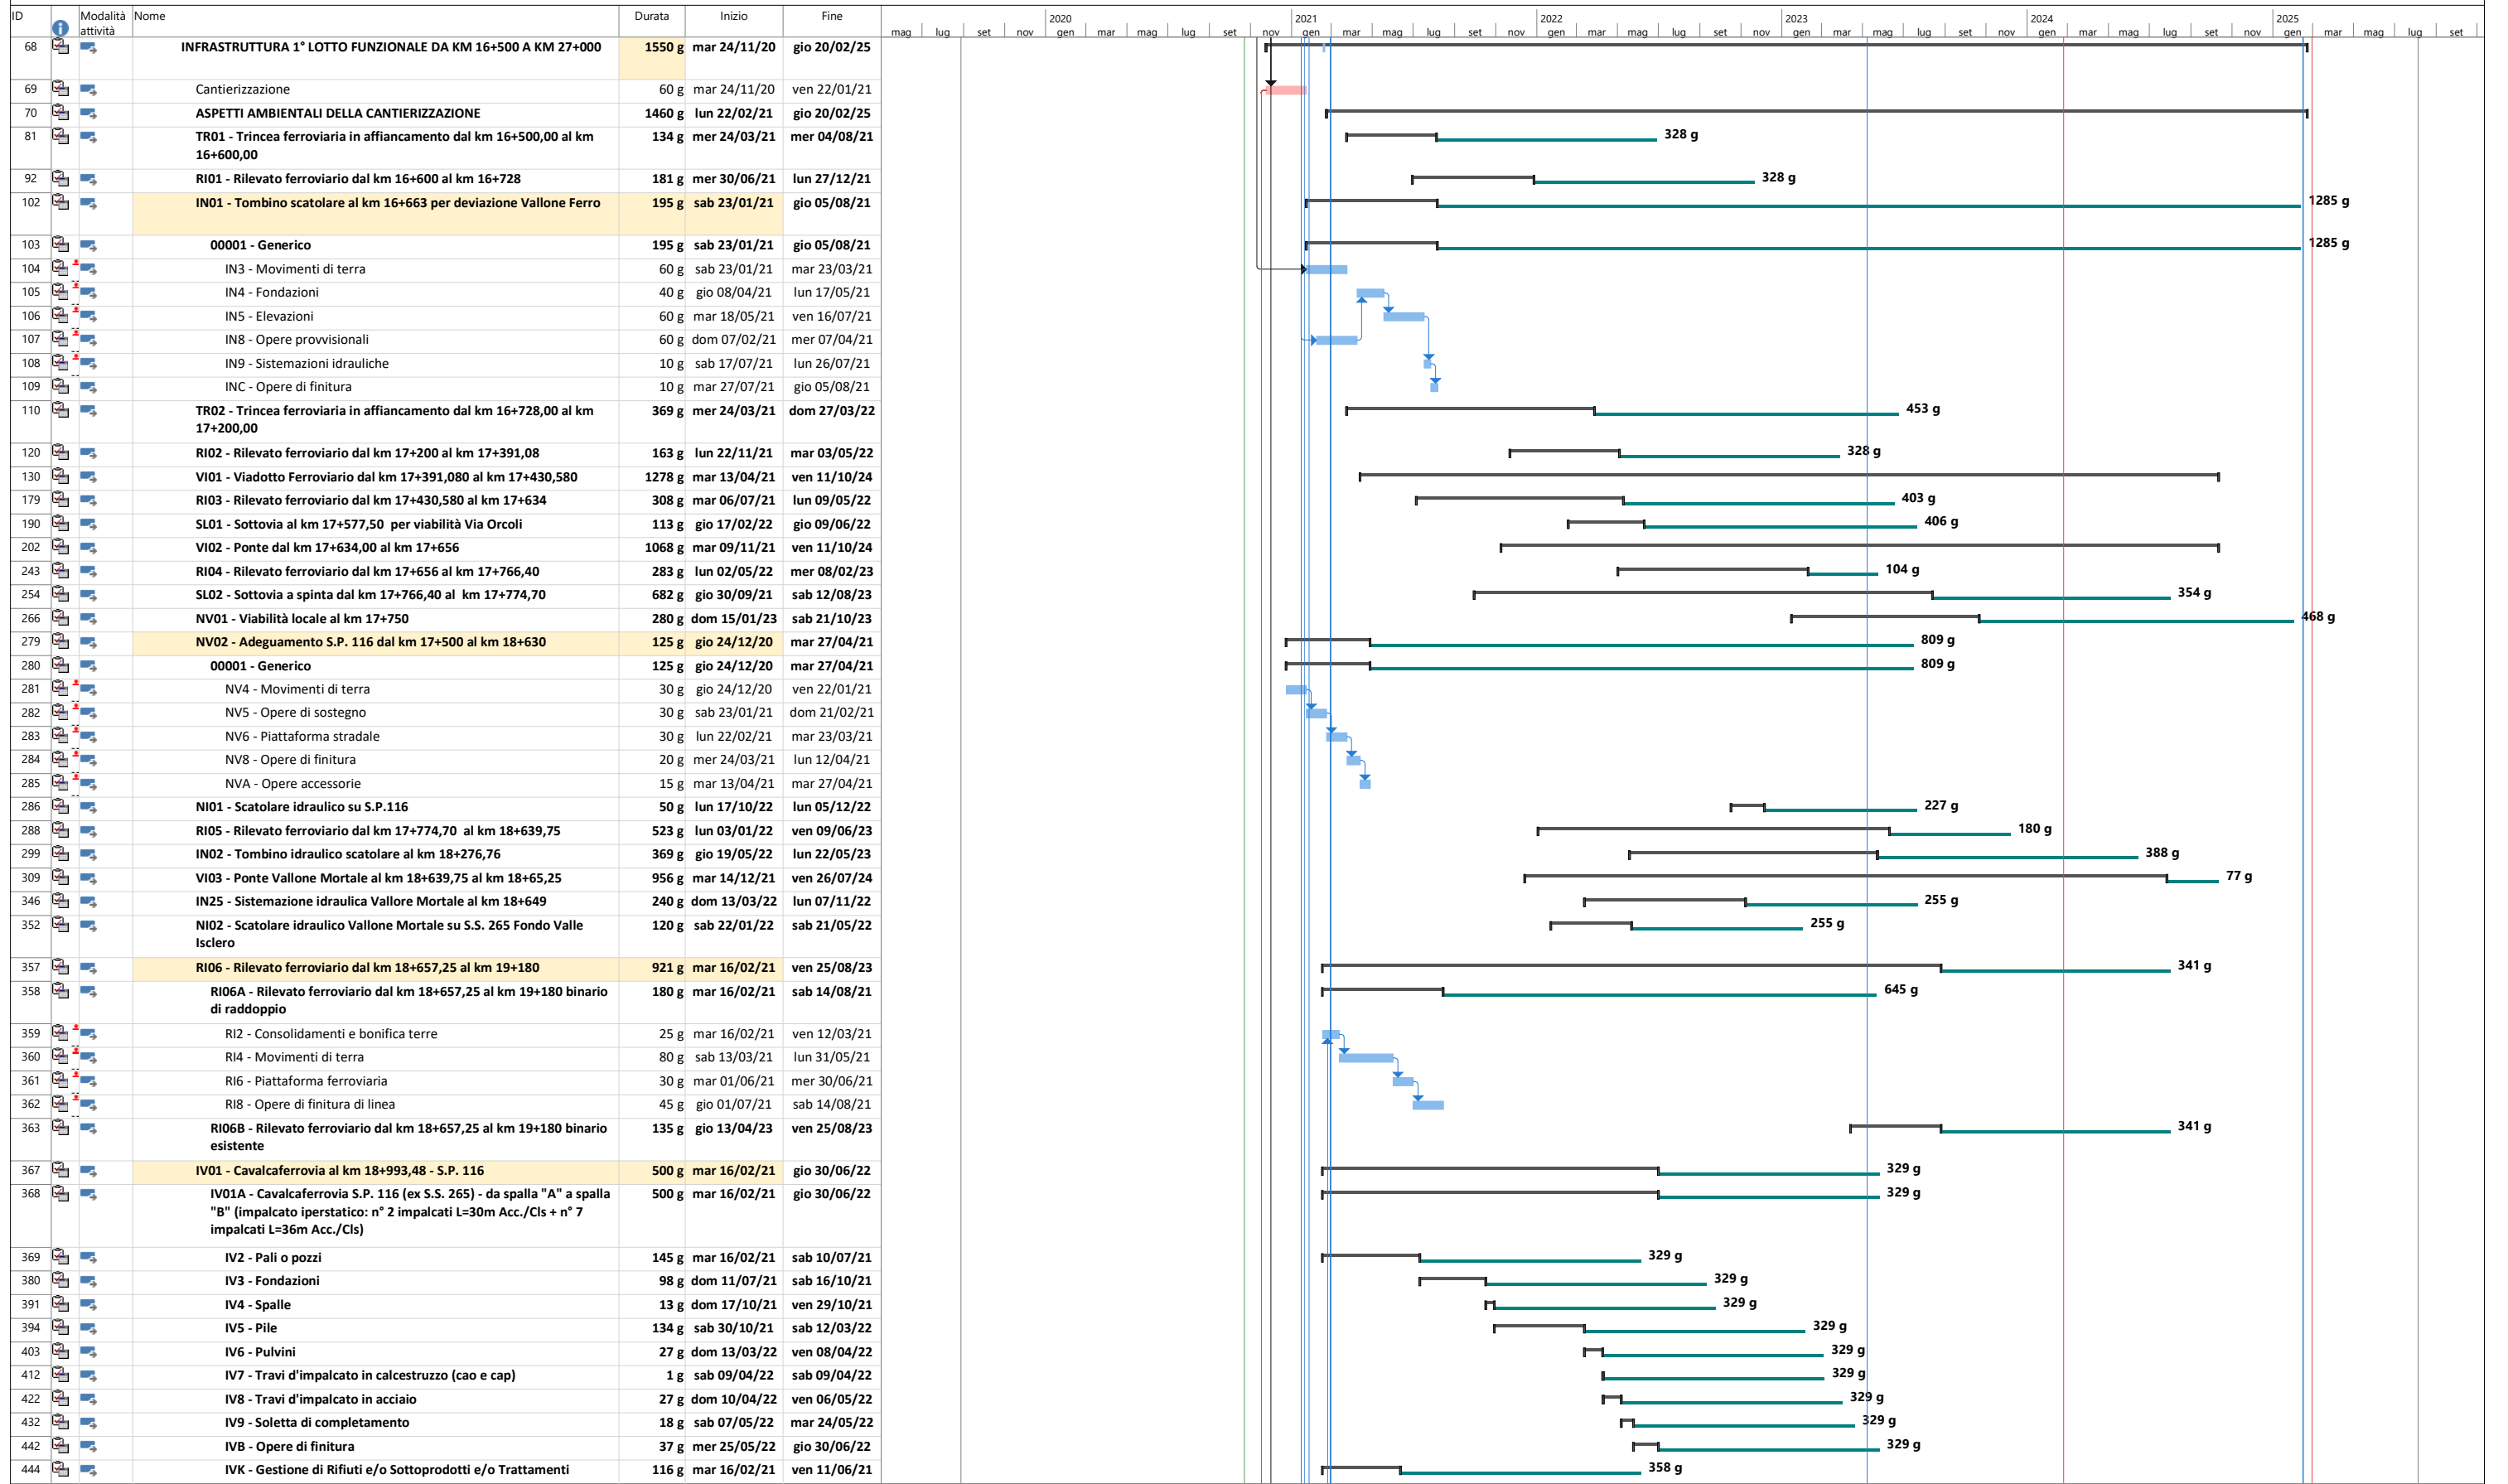 ID Modalità Nome Durata Inizio Fine 2020 2021 2022 2023 2024 2025
attività mag lug set nov gen mar mag lug set nov gen mar mag lug set nov gen mar mag lug set nov gen mar mag lug set nov gen mar mag lug set nov gen mar mag lug set
68 INFRASTRUTTURA 1° LOTTO FUNZIONALE DA KM 16+500 A KM 27+000 1550 g mar 24/11/20 gio 20/02/25
69 Cantierizzazione 60 g mar 24/11/20 ven 22/01/21
70 ASPETTI AMBIENTALI DELLA CANTIERIZZAZIONE 1460 g lun 22/02/21 gio 20/02/25
81 TR01 - Trincea ferroviaria in affiancamento dal km 16+500,00 al km 134 g mer 24/03/21 mer 04/08/21 328 g
16+600,00
92 RI01 - Rilevato ferroviario dal km 16+600 al km 16+728 181 g mer 30/06/21 lun 27/12/21 328 g
102 IN01 - Tombino scatolare al km 16+663 per deviazione Vallone Ferro 195 g sab 23/01/21 gio 05/08/21 1285 g
103 00001 - Generico 195 g sab 23/01/21 gio 05/08/21 1285 g
104 IN3 - Movimenti di terra 60 g sab 23/01/21 mar 23/03/21
105 IN4 - Fondazioni 40 g gio 08/04/21 lun 17/05/21
106 IN5 - Elevazioni 60 g mar 18/05/21 ven 16/07/21
107 IN8 - Opere provvisionali 60 g dom 07/02/21 mer 07/04/21
108 IN9 - Sistemazioni idrauliche 10 g sab 17/07/21 lun 26/07/21
109 INC - Opere di finitura 10 g mar 27/07/21 gio 05/08/21
110 TR02 - Trincea ferroviaria in affiancamento dal km 16+728,00 al km 369 g mer 24/03/21 dom 27/03/22 453 g
17+200,00
120 RI02 - Rilevato ferroviario dal km 17+200 al km 17+391,08 163 g lun 22/11/21 mar 03/05/22 328 g
130 VI01 - Viadotto Ferroviario dal km 17+391,080 al km 17+430,580 1278 g mar 13/04/21 ven 11/10/24
179 RI03 - Rilevato ferroviario dal km 17+430,580 al km 17+634 308 g mar 06/07/21 lun 09/05/22 403 g
190 SL01 - Sottovia al km 17+577,50 per viabilità Via Orcoli 113 g gio 17/02/22 gio 09/06/22 406 g
202 VI02 - Ponte dal km 17+634,00 al km 17+656 1068 g mar 09/11/21 ven 11/10/24
243 RI04 - Rilevato ferroviario dal km 17+656 al km 17+766,40 283 g lun 02/05/22 mer 08/02/23 104 g
254 SL02 - Sottovia a spinta dal km 17+766,40 al km 17+774,70 682 g gio 30/09/21 sab 12/08/23 354 g
266 NV01 - Viabilità locale al km 17+750 280 g dom 15/01/23 sab 21/10/23 468 g
279 NV02 - Adeguamento S.P. 116 dal km 17+500 al km 18+630 125 g gio 24/12/20 mar 27/04/21 809 g
280 00001 - Generico 125 g gio 24/12/20 mar 27/04/21 809 g
281 NV4 - Movimenti di terra 30 g gio 24/12/20 ven 22/01/21
282 NV5 - Opere di sostegno 30 g sab 23/01/21 dom 21/02/21
283 NV6 - Piattaforma stradale 30 g lun 22/02/21 mar 23/03/21
284 NV8 - Opere di finitura 20 g mer 24/03/21 lun 12/04/21
285 NVA - Opere accessorie 15 g mar 13/04/21 mar 27/04/21
286 NI01 - Scatolare idraulico su S.P.116 50 g lun 17/10/22 lun 05/12/22 227 g
288 RI05 - Rilevato ferroviario dal km 17+774,70 al km 18+639,75 523 g lun 03/01/22 ven 09/06/23 180 g
299 IN02 - Tombino idraulico scatolare al km 18+276,76 369 g gio 19/05/22 lun 22/05/23 388 g
309 VI03 - Ponte Vallone Mortale al km 18+639,75 al km 18+65,25 956 g mar 14/12/21 ven 26/07/24 77 g
346 IN25 - Sistemazione idraulica Vallore Mortale al km 18+649 240 g dom 13/03/22 lun 07/11/22 255 g
352 NI02 - Scatolare idraulico Vallone Mortale su S.S. 265 Fondo Valle 120 g sab 22/01/22 sab 21/05/22 255 g
Isclero
357 RI06 - Rilevato ferroviario dal km 18+657,25 al km 19+180 921 g mar 16/02/21 ven 25/08/23 341 g
358 RI06A - Rilevato ferroviario dal km 18+657,25 al km 19+180 binario 180 g mar 16/02/21 sab 14/08/21 645 g
di raddoppio
359 RI2 - Consolidamenti e bonifica terre 25 g mar 16/02/21 ven 12/03/21
360 RI4 - Movimenti di terra 80 g sab 13/03/21 lun 31/05/21
361 RI6 - Piattaforma ferroviaria 30 g mar 01/06/21 mer 30/06/21
362 RI8 - Opere di finitura di linea 45 g gio 01/07/21 sab 14/08/21
363 RI06B - Rilevato ferroviario dal km 18+657,25 al km 19+180 binario 135 g gio 13/04/23 ven 25/08/23 341 g
esistente
367 IV01 - Cavalcaferrovia al km 18+993,48 - S.P. 116 500 g mar 16/02/21 gio 30/06/22 329 g
368 IV01A - Cavalcaferrovia S.P. 116 (ex S.S. 265) - da spalla "A" a spalla 500 g mar 16/02/21 gio 30/06/22 329 g
"B" (impalcato iperstatico: n° 2 impalcati L=30m Acc./Cls + n° 7
impalcati L=36m Acc./Cls)
369 IV2 - Pali o pozzi 145 g mar 16/02/21 sab 10/07/21 329 g
380 IV3 - Fondazioni 98 g dom 11/07/21 sab 16/10/21 329 g
391 IV4 - Spalle 13 g dom 17/10/21 ven 29/10/21 329 g
394 IV5 - Pile 134 g sab 30/10/21 sab 12/03/22 329 g
403 IV6 - Pulvini 27 g dom 13/03/22 ven 08/04/22 329 g
412 IV7 - Travi d'impalcato in calcestruzzo (cao e cap) 1 g sab 09/04/22 sab 09/04/22 329 g
422 IV8 - Travi d'impalcato in acciaio 27 g dom 10/04/22 ven 06/05/22 329 g
432 IV9 - Soletta di completamento 18 g sab 07/05/22 mar 24/05/22 329 g
442 IVB - Opere di finitura 37 g mer 25/05/22 gio 30/06/22 329 g
444 IVK - Gestione di Rifiuti e/o Sottoprodotti e/o Trattamenti 116 g mar 16/02/21 ven 11/06/21 358 g